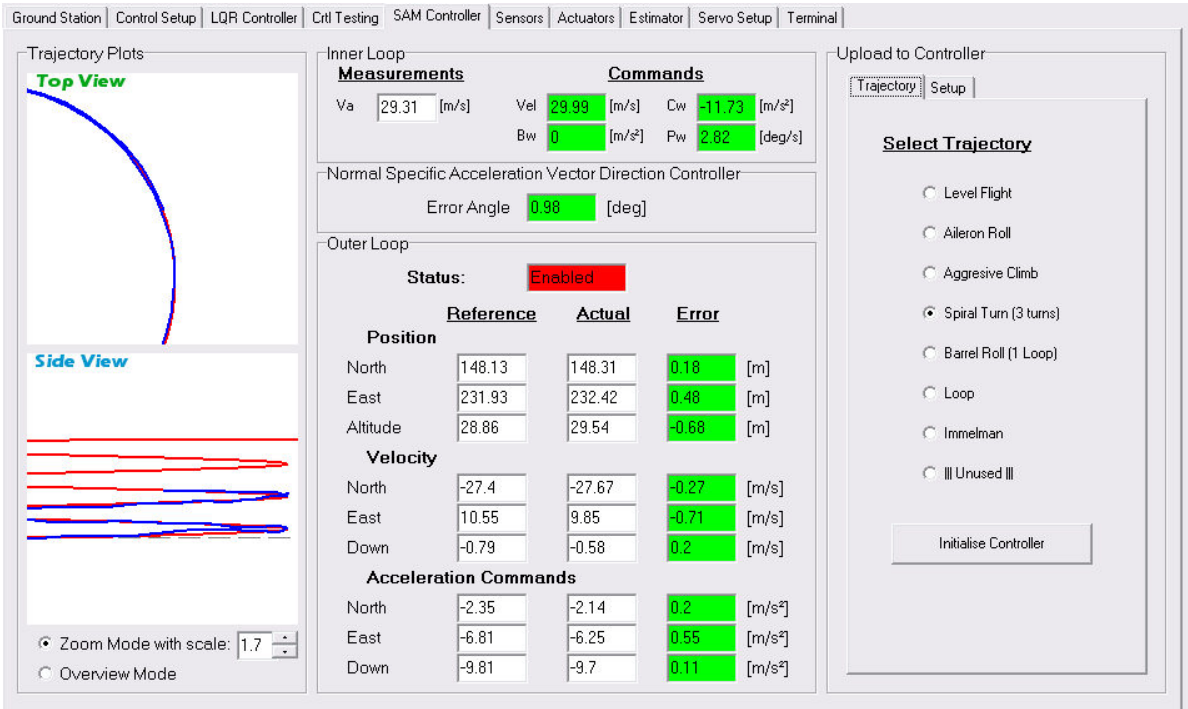 Ground Station Control Setup LQR Controller Crtl Testing SAM Controller Sensors Actuators Estimator Servo Setup Terminal
Trajectory Plots
Top View
Side View
Zoom Mode with scale: 1.7
Overview Mode
Inner Loop
Measurements Commands
Va 29.31 [m/s] Vel 29.99 [m/s] Cw -11.73 [m/s²]
Bw 0 [m/s²] Pw 2.82 [deg/s]
Normal Specific Acceleration Vector Direction Controller
Error Angle 0.98 [deg]
Outer Loop
Status: Enabled
Reference Actual Error
Position
North 148.13 148.31 0.18 [m]
East 231.93 232.42 0.48 [m]
Altitude 28.86 29.54 -0.68 [m]
Velocity
North -27.4 -27.67 -0.27 [m/s]
East 10.55 9.85 -0.71 [m/s]
Down -0.79 -0.58 0.2 [m/s]
Acceleration Commands
North -2.35 -2.14 0.2 [m/s²]
East -6.81 -6.25 0.55 [m/s²]
Down -9.81 -9.7 0.11 [m/s²]
Upload to Controller
Trajectory Setup
Select Trajectory
Level Flight
Aileron Roll
Aggresive Climb
Spiral Turn (3 turns)
Barrel Roll (1 Loop)
Loop
Immelman
||| Unused |||
Initialise Controller